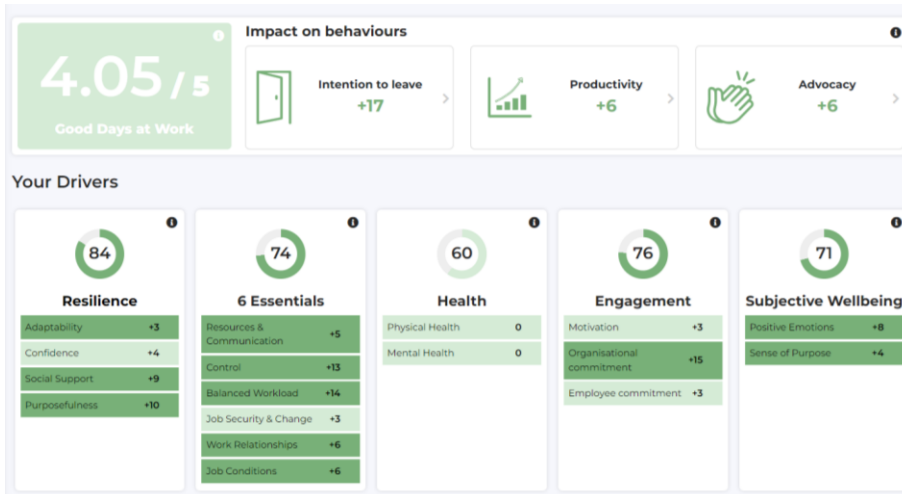 4.05 / 5
Good Days at Work
Impact on behaviours
Intention to leave
+17
Productivity
+6
Advocacy
+6
Your Drivers
84
Resilience
Adaptability +3
Confidence +4
Social Support +9
Purposefulness +10
74
6 Essentials
Resources &
Communication +5
Control +13
Balanced Workload +14
Job Security & Change +3
Work Relationships +6
Job Conditions +6
60
Health
Physical Health 0
Mental Health 0
76
Engagement
Motivation +3
Organisational
commitment +15
Employee commitment +3
71
Subjective Wellbeing
Positive Emotions +8
Sense of Purpose +4